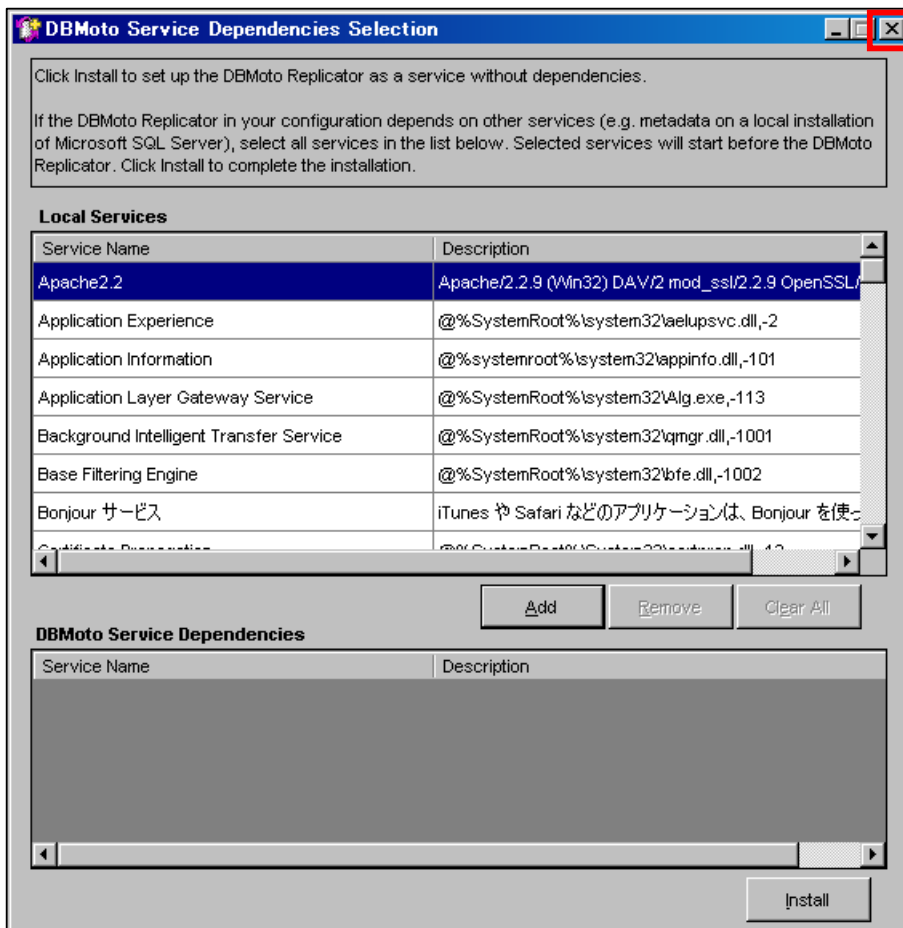 DBMoto Service Dependencies Selection
Click Install to set up the DBMoto Replicator as a service without dependencies.
If the DBMoto Replicator in your configuration depends on other services (e.g. metadata on a local installation
of Microsoft SQL Server), select all services in the list below. Selected services will start before the DBMoto
Replicator. Click Install to complete the installation.
Local Services
Service Name Description
Apache2.2 Apache/2.2.9 (Win32) DAV/2 mod_ssl/2.2.9 OpenSSL/
Application Experience @%SystemRoot%\system32\aelupsvc.dll,-2
Application Information @%systemroot%\system32\appinfo.dll,-101
Application Layer Gateway Service @%SystemRoot%\system32\Alg.exe,-113
Background Intelligent Transfer Service @%SystemRoot%\system32\qmgr.dll,-1001
Base Filtering Engine @%SystemRoot%\system32\bfe.dll,-1002
Bonjour サービス iTunes や Safari などのアプリケーションは、Bonjour を使っ
Certificate Propagation @%SystemRoot%\System32\certprop.dll,-12
Add Remove Clear All
DBMoto Service Dependencies
Service Name Description
Install